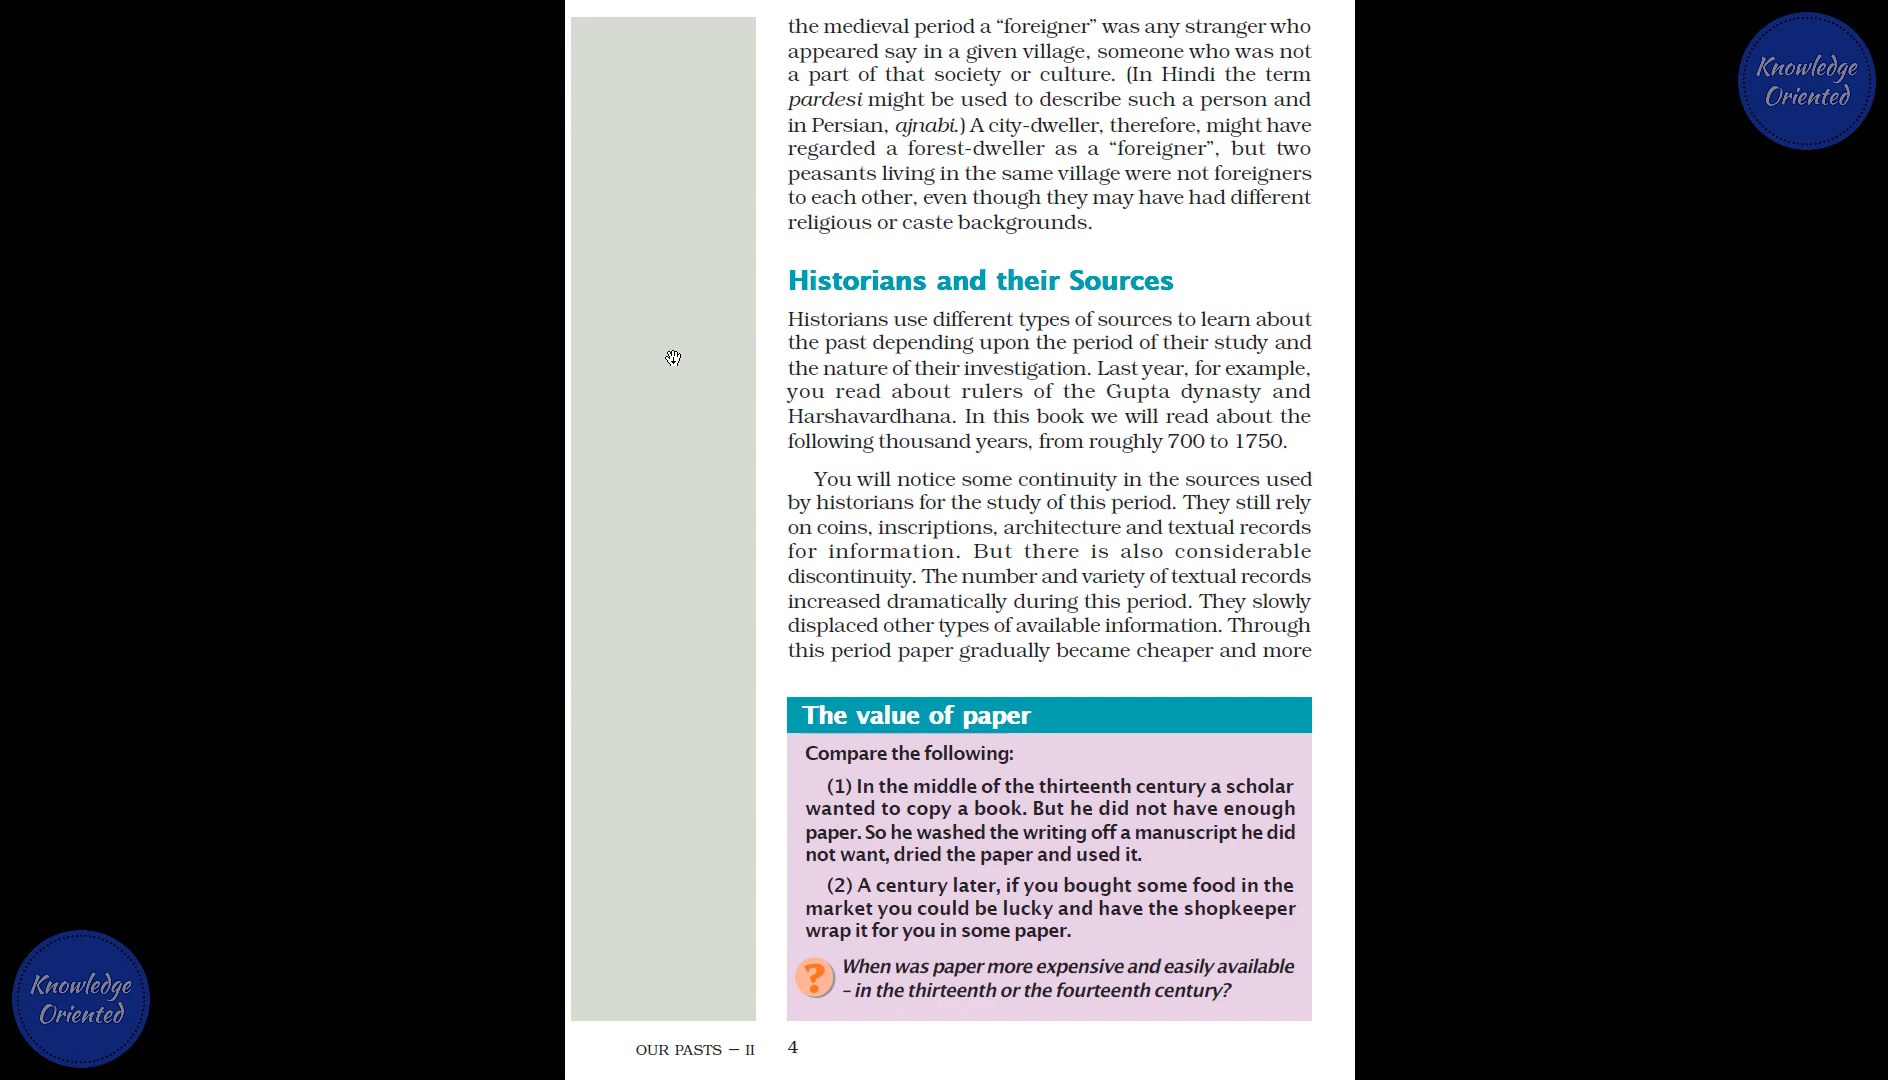 the medieval period a “foreigner” was any stranger who
appeared say in a given village, someone who was not
a part of that society or culture. (In Hindi the term
pardesi might be used to describe such a person and
in Persian, ajnabi.) A city-dweller, therefore, might have
regarded a forest-dweller as a “foreigner”, but two
peasants living in the same village were not foreigners
to each other, even though they may have had different
religious or caste backgrounds.
Historians and their Sources
Historians use different types of sources to learn about
the past depending upon the period of their study and
the nature of their investigation. Last year, for example,
you read about rulers of the Gupta dynasty and
Harshavardhana. In this book we will read about the
following thousand years, from roughly 700 to 1750.
You will notice some continuity in the sources used
by historians for the study of this period. They still rely
on coins, inscriptions, architecture and textual records
for information. But there is also considerable
discontinuity. The number and variety of textual records
increased dramatically during this period. They slowly
displaced other types of available information. Through
this period paper gradually became cheaper and more
The value of paper
Compare the following:
(1) In the middle of the thirteenth century a scholar
wanted to copy a book. But he did not have enough
paper. So he washed the writing off a manuscript he did
not want, dried the paper and used it.
(2) A century later, if you bought some food in the
market you could be lucky and have the shopkeeper
wrap it for you in some paper.
? When was paper more expensive and easily available
– in the thirteenth or the fourteenth century?
OUR PASTS – II 4
Knowledge
Oriented
Knowledge
Oriented